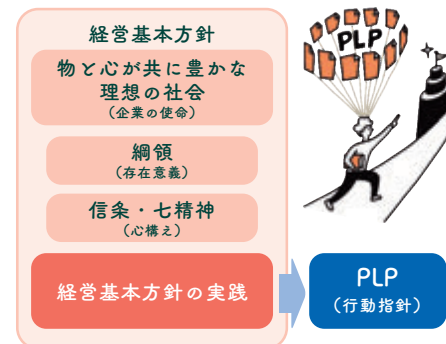 経営基本方針
物と心が共に豊かな
理想の社会
（企業の使命）
綱領
（存在意義）
信条・七精神
（心構え）
経営基本方針の実践
PLP
PLP
（行動指針）